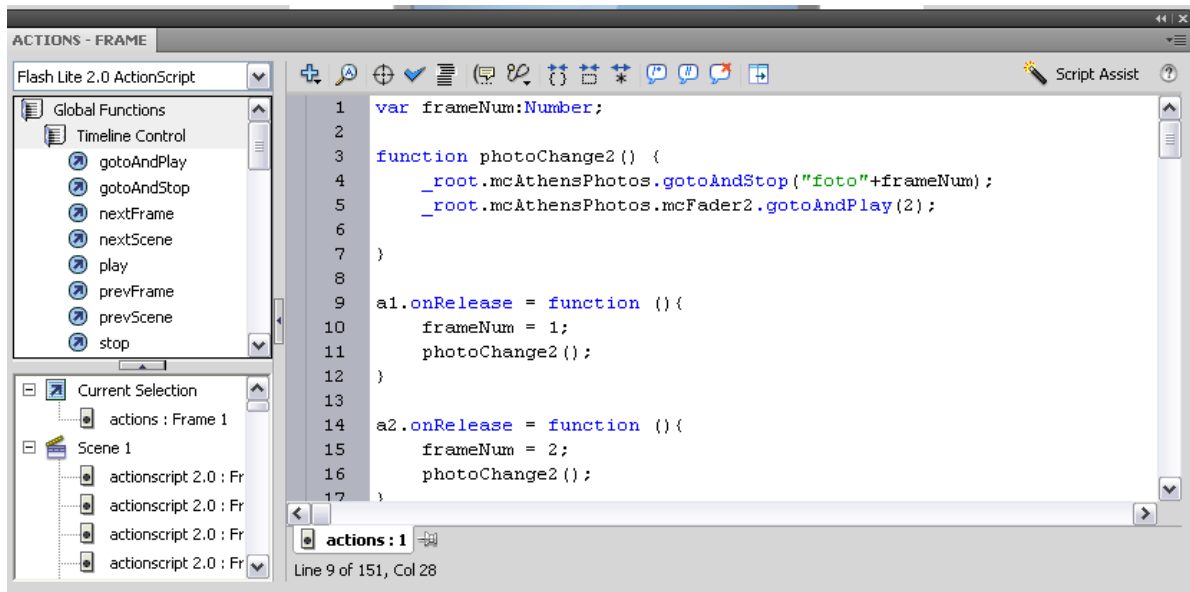 ACTIONS - FRAME
Flash Lite 2.0 ActionScript
Script Assist
Global Functions
Timeline Control
gotoAndPlay
gotoAndStop
nextFrame
nextScene
play
prevFrame
prevScene
stop
Current Selection
actions : Frame 1
Scene 1
actionscript 2.0 : Fr
actionscript 2.0 : Fr
actionscript 2.0 : Fr
actionscript 2.0 : Fr
1 var frameNum:Number;
2
3 function photoChange2() {
4 _root.mcAthensPhotos.gotoAndStop("foto"+frameNum);
5 _root.mcAthensPhotos.mcFader2.gotoAndPlay(2);
6
7 }
8
9 a1.onRelease = function (){
10 frameNum = 1;
11 photoChange2();
12 }
13
14 a2.onRelease = function (){
15 frameNum = 2;
16 photoChange2();
17 }
actions : 1
Line 9 of 151, Col 28